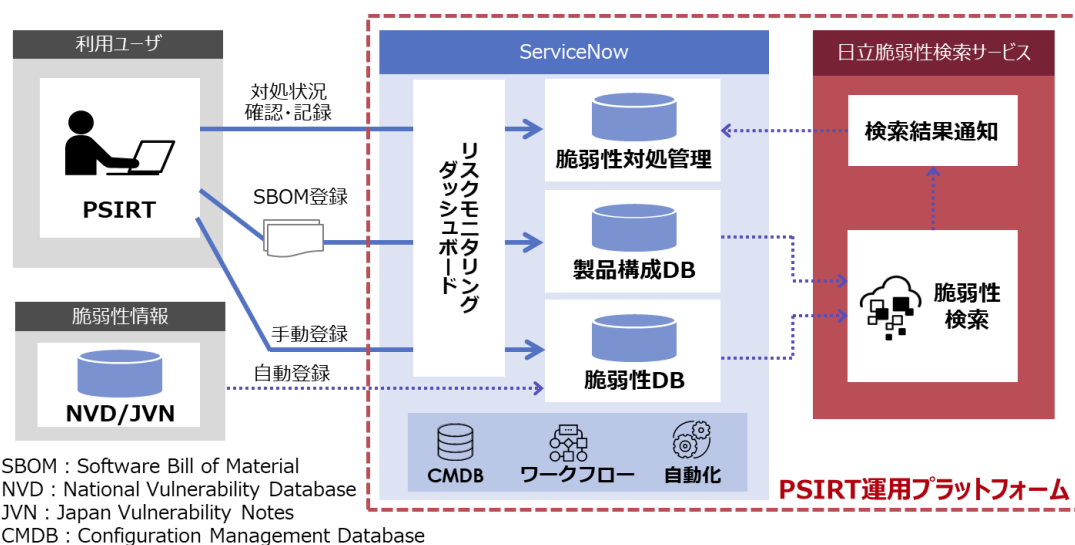 利用ユーザ
PSIRT
脆弱性情報
NVD/JVN
対処状況
確認・記録
SBOM登録
手動登録
自動登録
ServiceNow
リスクモニタリング
ダッシュボード
脆弱性対処管理
製品構成DB
脆弱性DB
CMDB
ワークフロー
自動化
日立脆弱性検索サービス
検索結果通知
脆弱性
検索
PSIRT運用プラットフォーム
SBOM : Software Bill of Material
NVD : National Vulnerability Database
JVN : Japan Vulnerability Notes
CMDB : Configuration Management Database